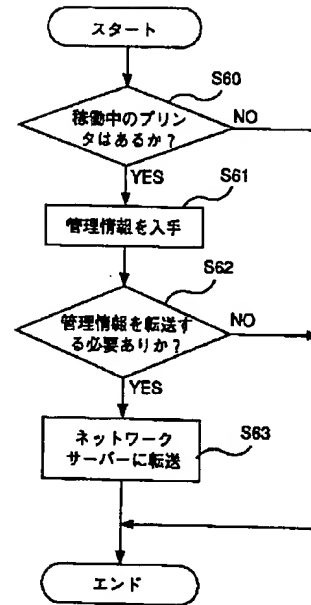 スタート
S60
稼働中のプリン
タはあるか?
NO
YES
S61
管理情報を入手
S62
管理情報を転送す
る必要ありか?
NO
YES
ネットワーク
サーバーに転送
S63
エンド